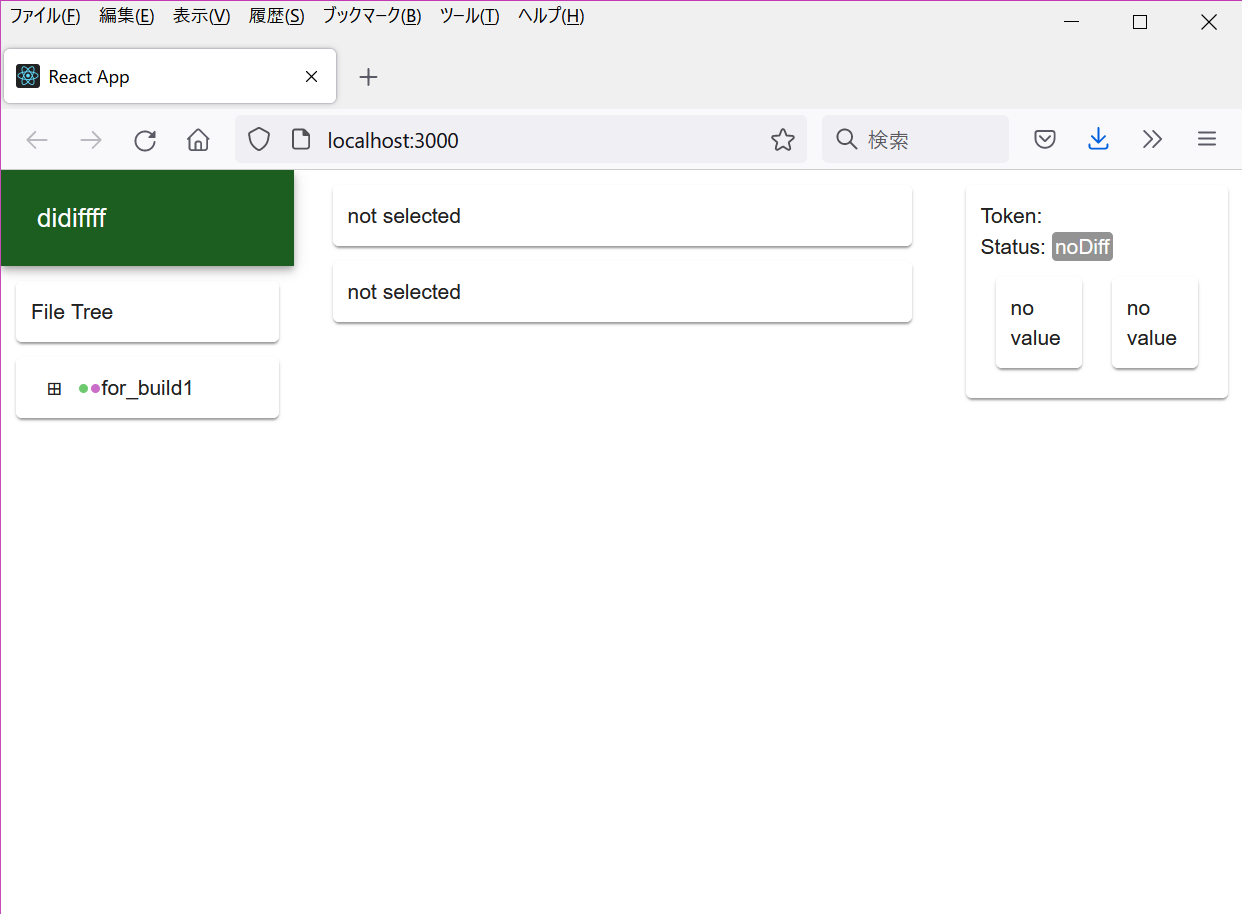 ファイル(F) 編集(E) 表示(V) 履歴(S) ブックマーク(B) ツール(T) ヘルプ(H)
React App
localhost:3000
検索
didiffff
File Tree
for_build1
not selected
not selected
Token:
Status: noDiff
no
value
no
value